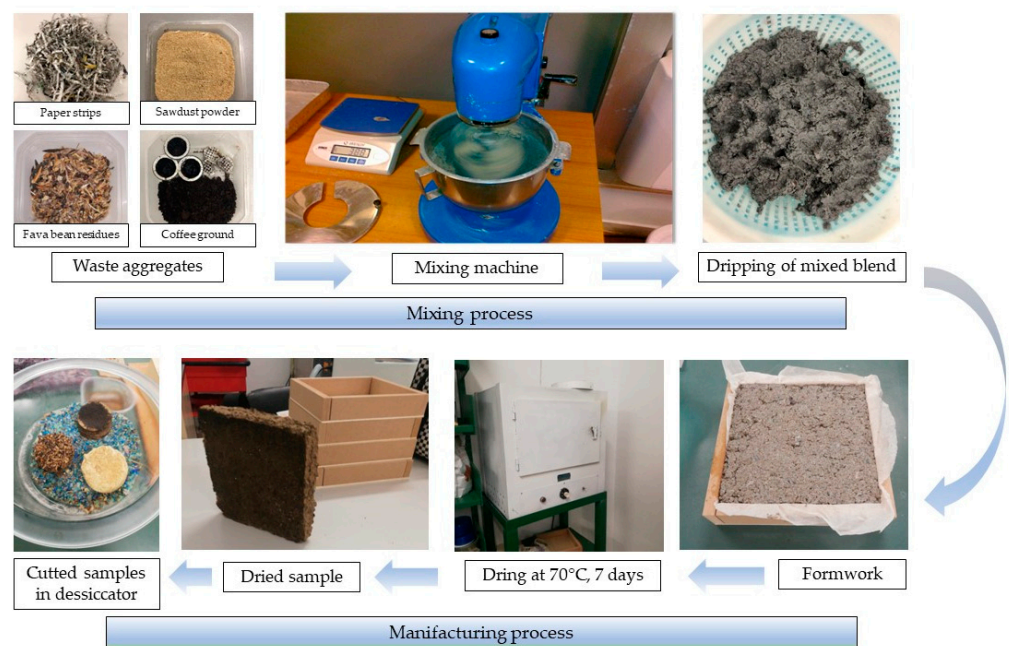 Paper strips
Sawdust powder
Fava bean residues
Coffee ground
Waste aggregates
Mixing machine
Dripping of mixed blend
Mixing process
Cutted samples
in dessiccator
Dried sample
Dring at 70°C, 7 days
Formwork
Manifacturing process